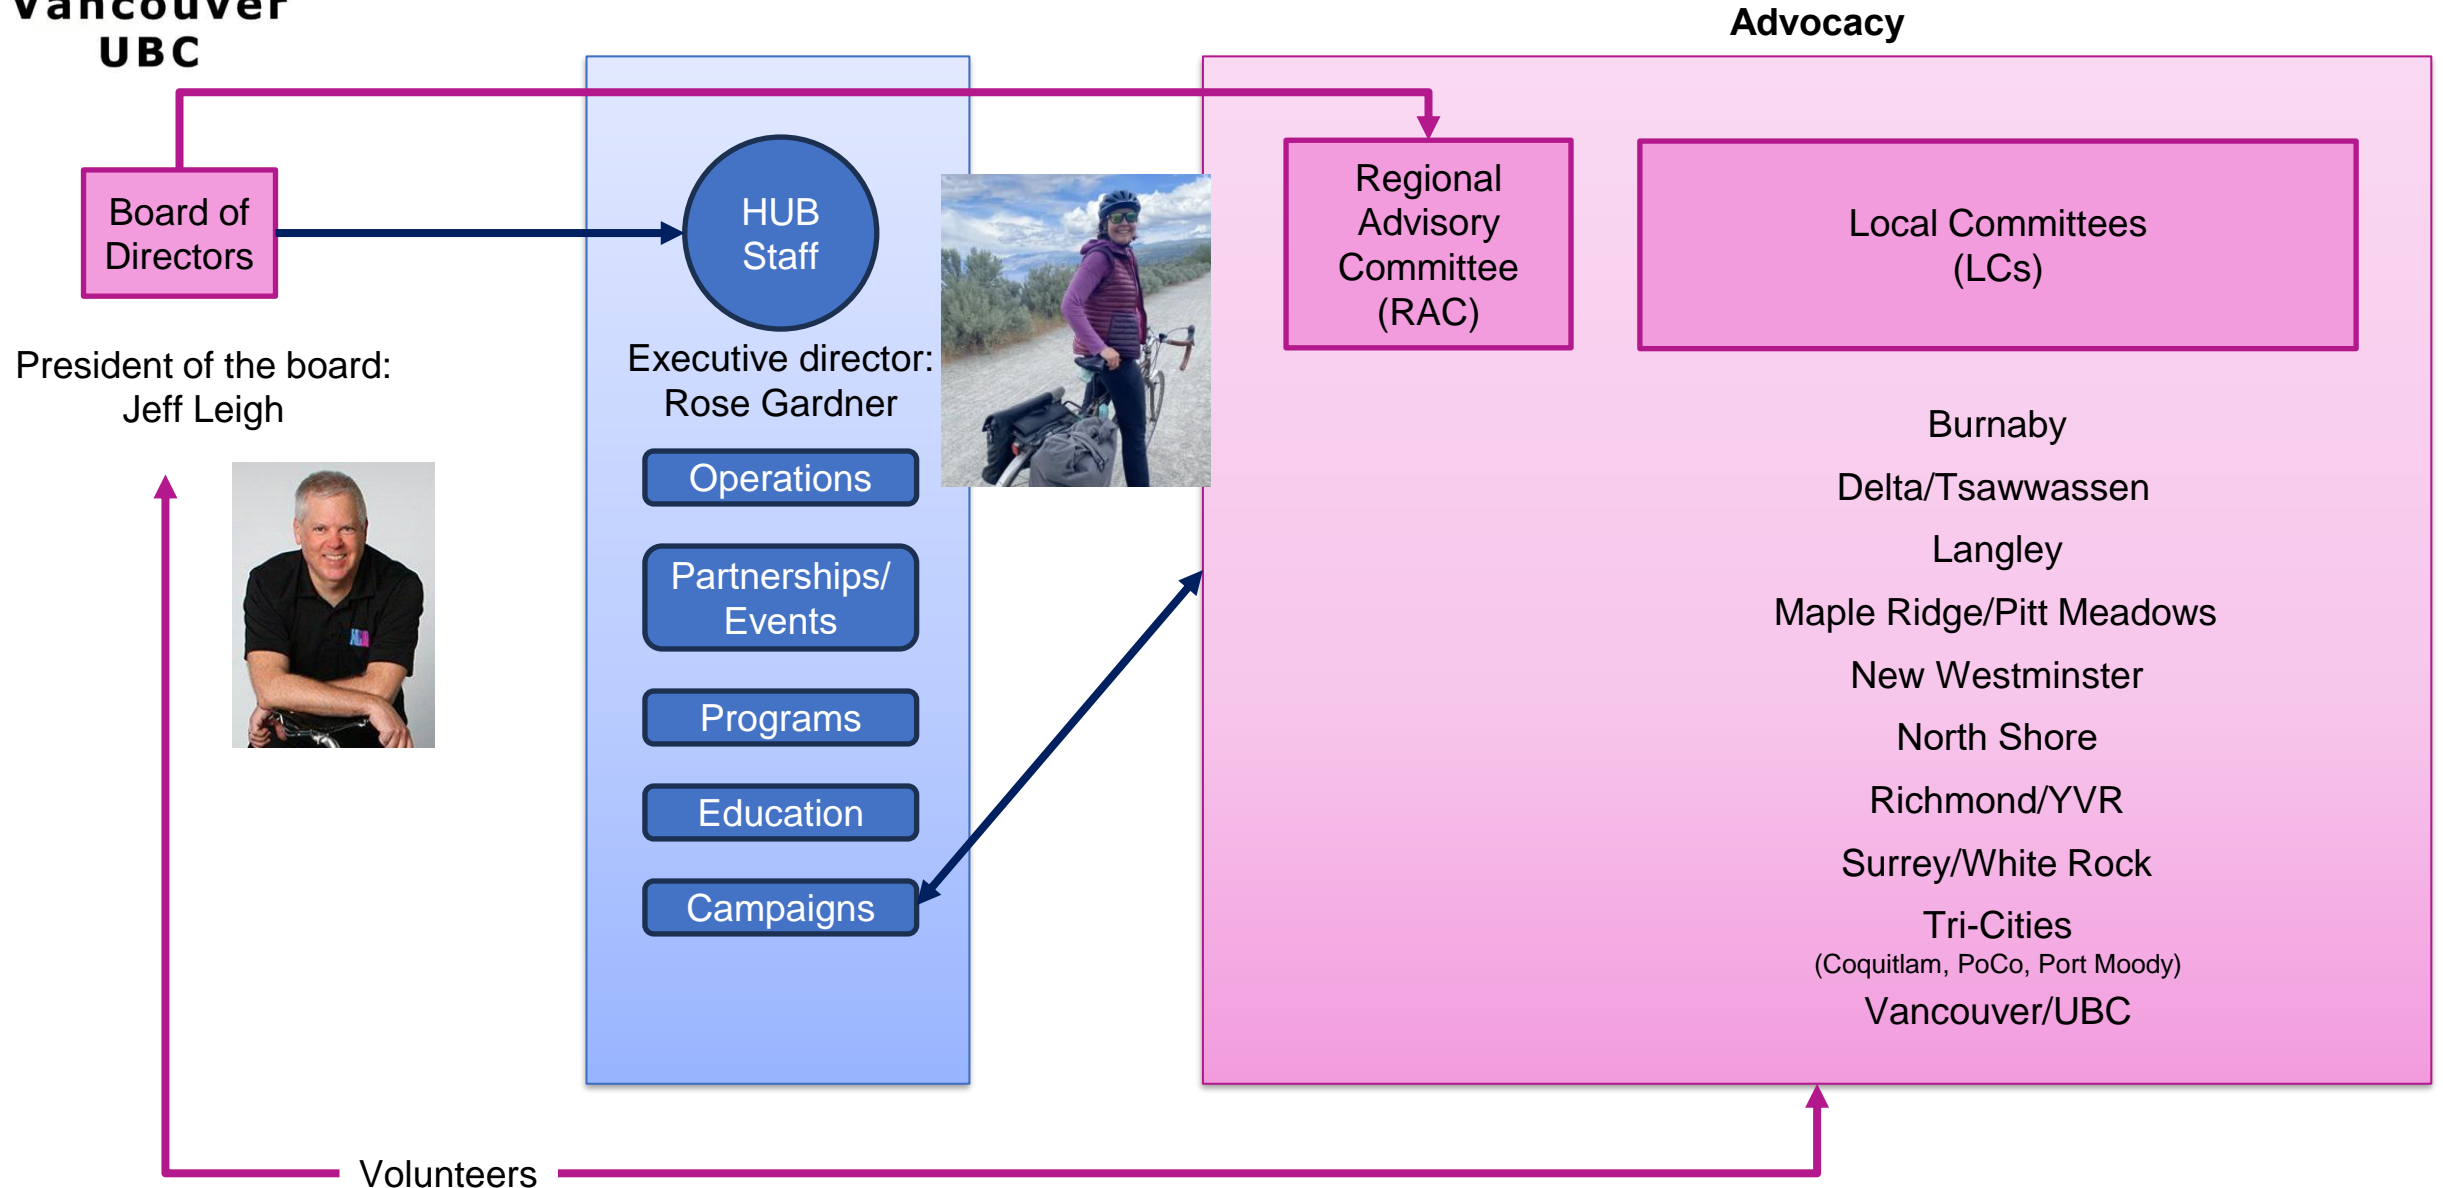 Vancouver
UBC
Advocacy
Board of
Directors
President of the board:
Jeff Leigh
HUB
Staff
Executive director:
Rose Gardner
Operations
Partnerships/
Events
Programs
Education
Campaigns
Regional
Advisory
Committee
(RAC)
Local Committees
(LCs)
Burnaby
Delta/Tsawwassen
Langley
Maple Ridge/Pitt Meadows
New Westminster
North Shore
Richmond/YVR
Surrey/White Rock
Tri-Cities
(Coquitlam, PoCo, Port Moody)
Vancouver/UBC
Volunteers